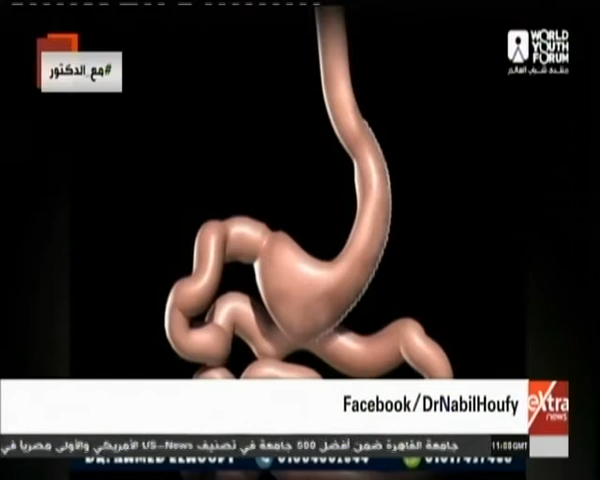 #مع_الدكتور
WORLD
YOUTH
FORUM
منتدى شباب العالم
Facebook/DrNabilHoufy
extra
news
جامعة القاهرة ضمن أفضل 500 جامعة في تصنيف US-News الأمريكي والأولى مصريا في
11:08 GMT